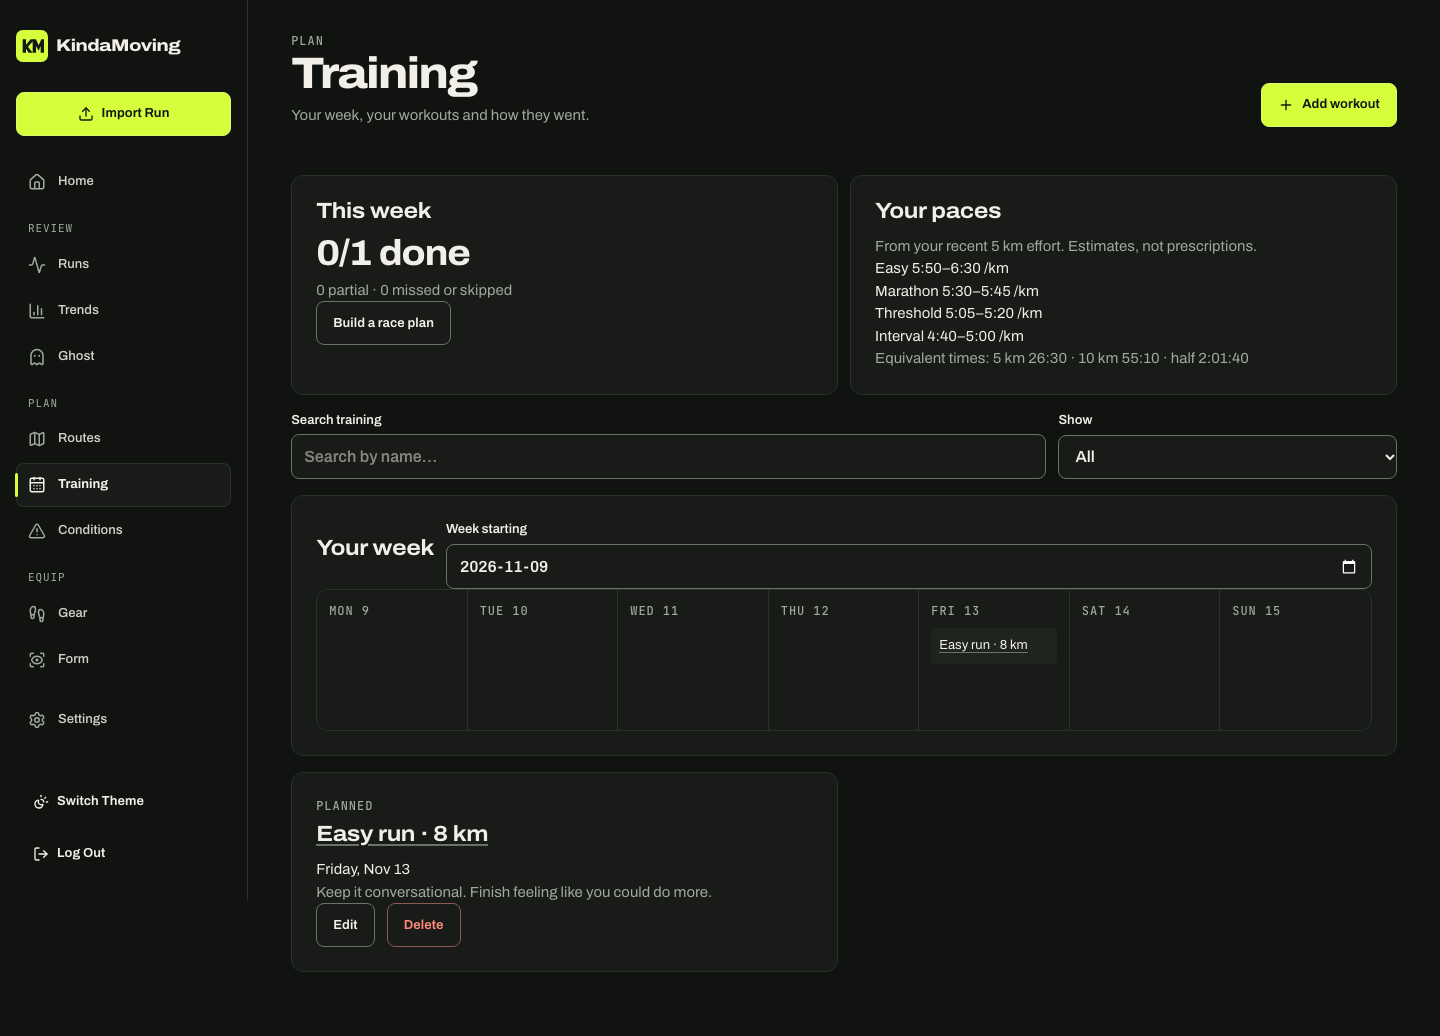 KM KindaMoving
Import Run
Home
REVIEW
Runs
Trends
Ghost
PLAN
Routes
Training
Conditions
EQUIP
Gear
Form
Settings
Switch Theme
Log Out
PLAN
Training
Your week, your workouts and how they went.
Add workout
This week
0/1 done
0 partial · 0 missed or skipped
Build a race plan
Your paces
From your recent 5 km effort. Estimates, not prescriptions.
Easy 5:50–6:30 /km
Marathon 5:30–5:45 /km
Threshold 5:05–5:20 /km
Interval 4:40–5:00 /km
Equivalent times: 5 km 26:30 · 10 km 55:10 · half 2:01:40
Search training
Search by name...
Show
All
Your week
Week starting
2026-11-09
MON 9
TUE 10
WED 11
THU 12
FRI 13
Easy run · 8 km
SAT 14
SUN 15
PLANNED
Easy run · 8 km
Friday, Nov 13
Keep it conversational. Finish feeling like you could do more.
Edit
Delete